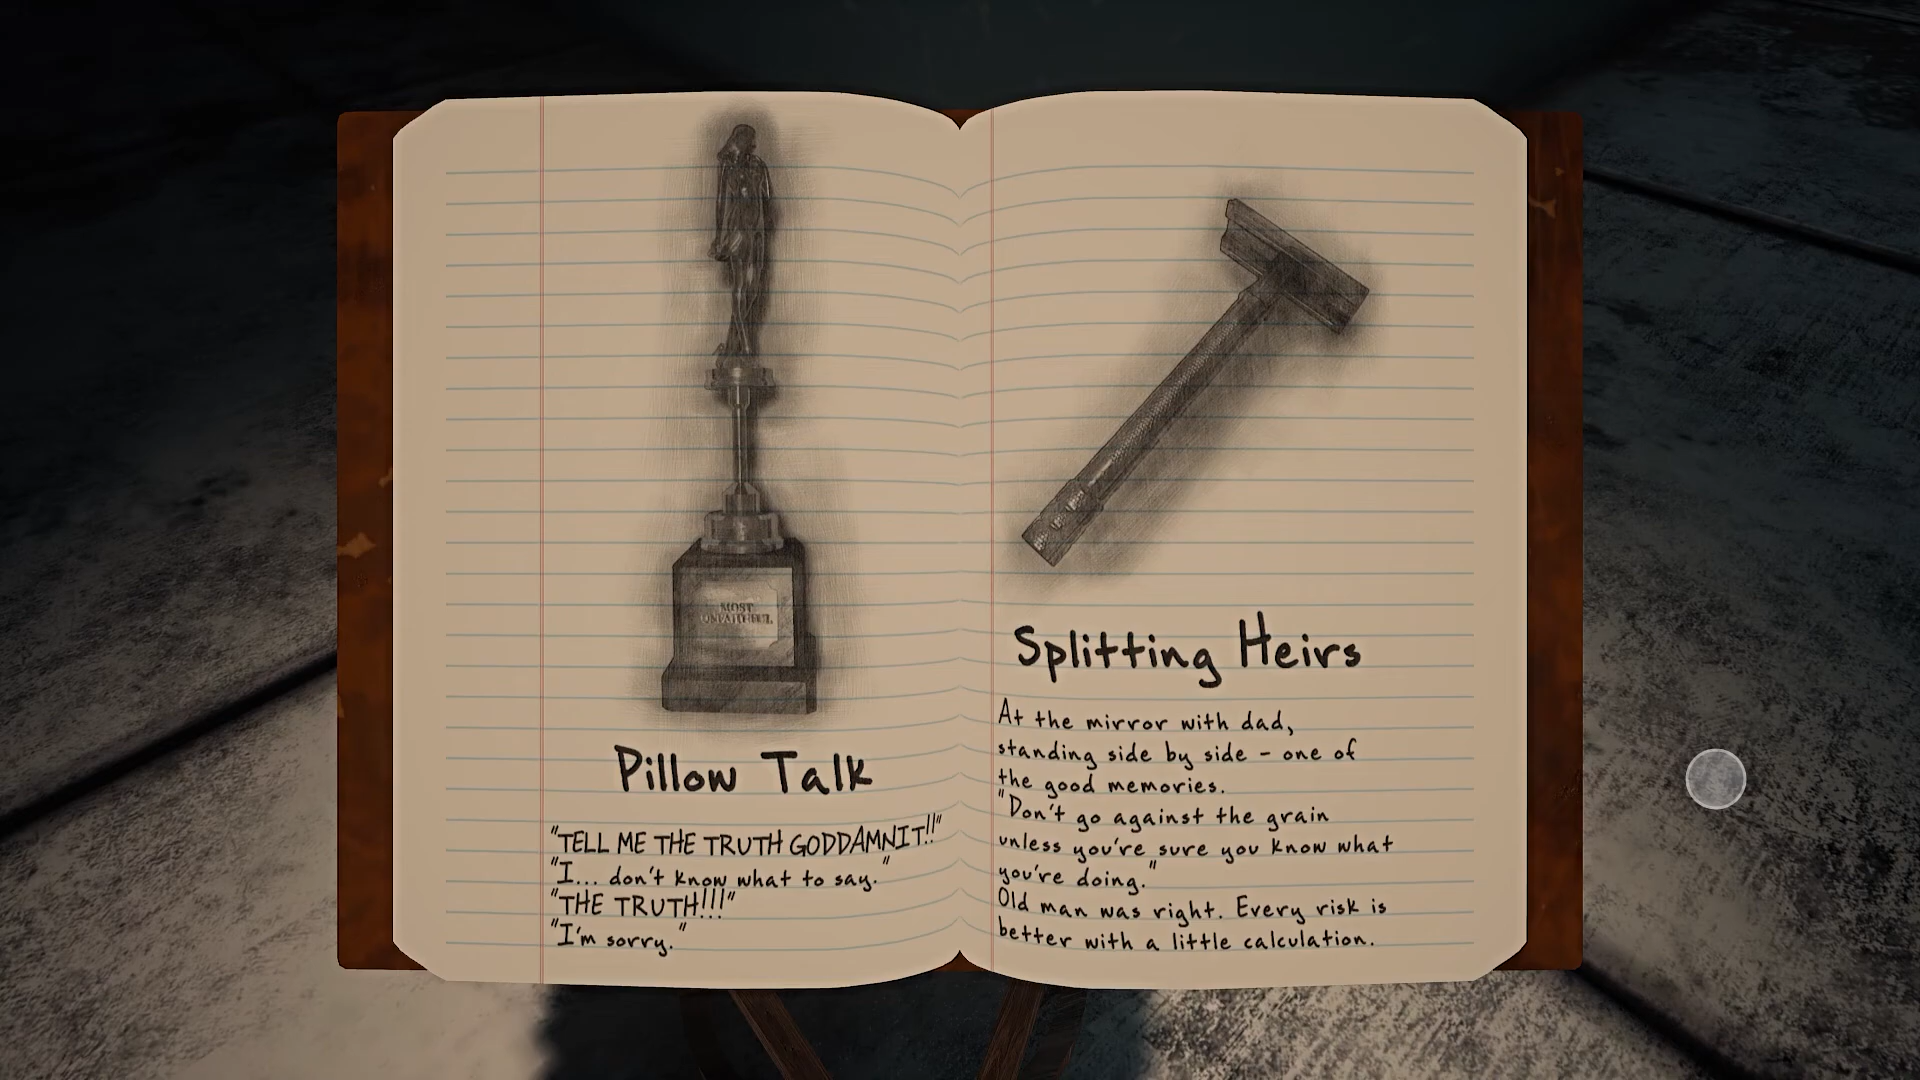 MOST
Pillow Talk
"TELL ME THE TRUTH GODDAMNIT!!"
"I... don't know what to say."
"THE TRUTH!!!"
"I'm sorry."
Splitting Heirs
At the mirror with dad,
standing side by side - one of
the good memories.
"Don't go against the grain
unless you're sure you know what
you're doing."
Old man was right. Every risk is
better with a little calculation.